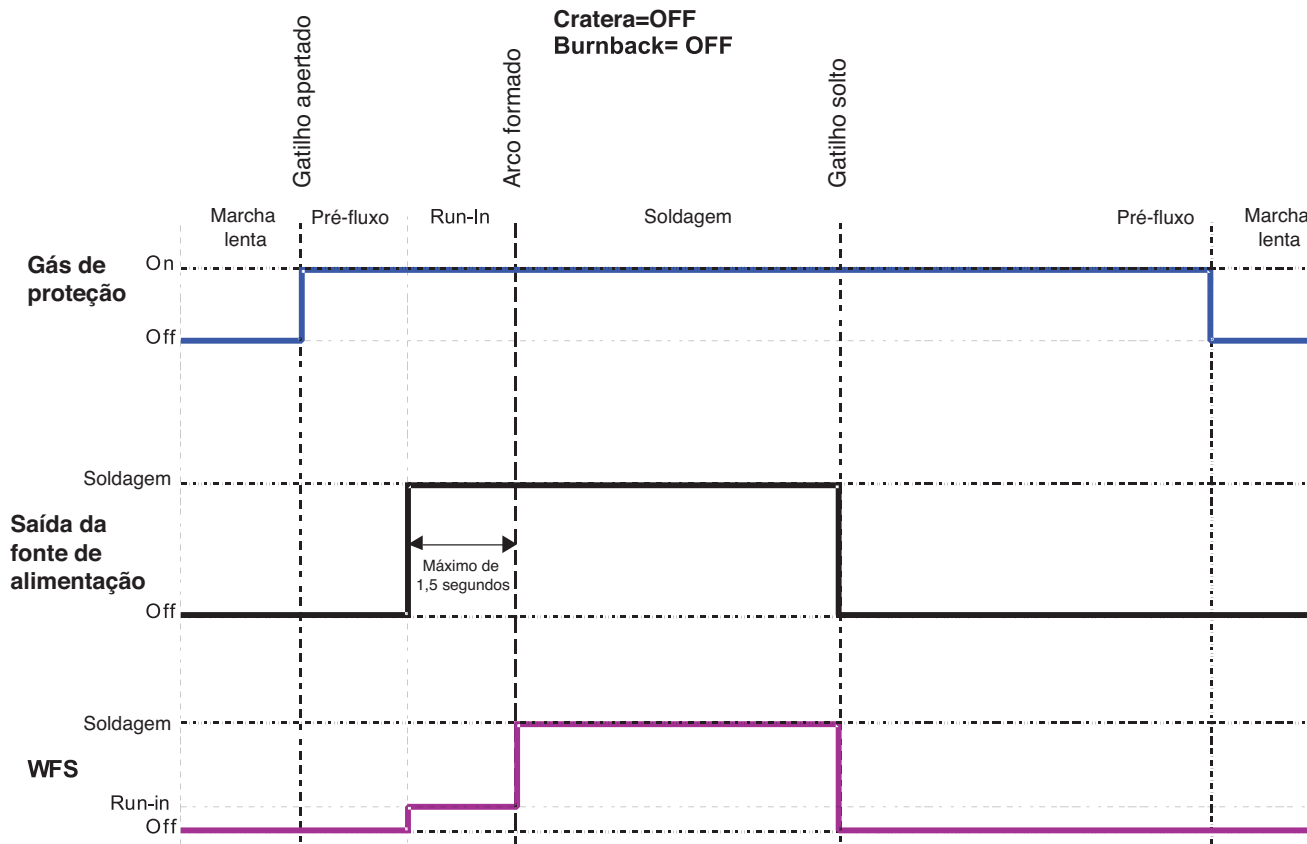 Cratera=OFF
Burnback= OFF
Gatilho apertado
Arco formado
Gatilho solto
Marcha
lenta
Pré-fluxo
Run-In
Soldagem
Pré-fluxo
Marcha
lenta
Gás de
proteção
On
Off
Saída da
fonte de
alimentação
Soldagem
Máximo de
1,5 segundos
Off
WFS
Soldagem
Run-in
Off